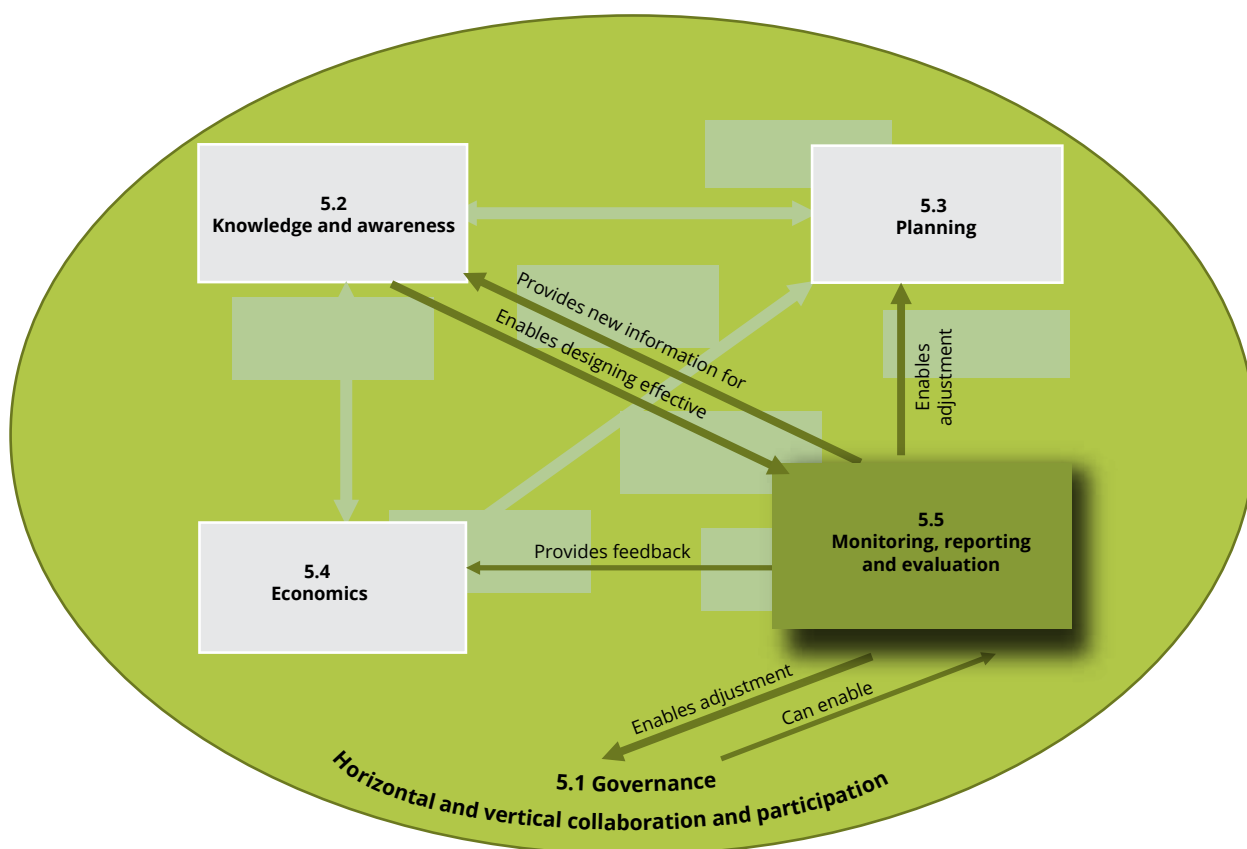 5.2
Knowledge and awareness
5.3
Planning
Provides new information for
Enables designing effective
Enables
adjustment
5.4
Economics
Provides feedback
5.5
Monitoring, reporting
and evaluation
Enables adjustment
Can enable
5.1 Governance
Horizontal and vertical collaboration and participation